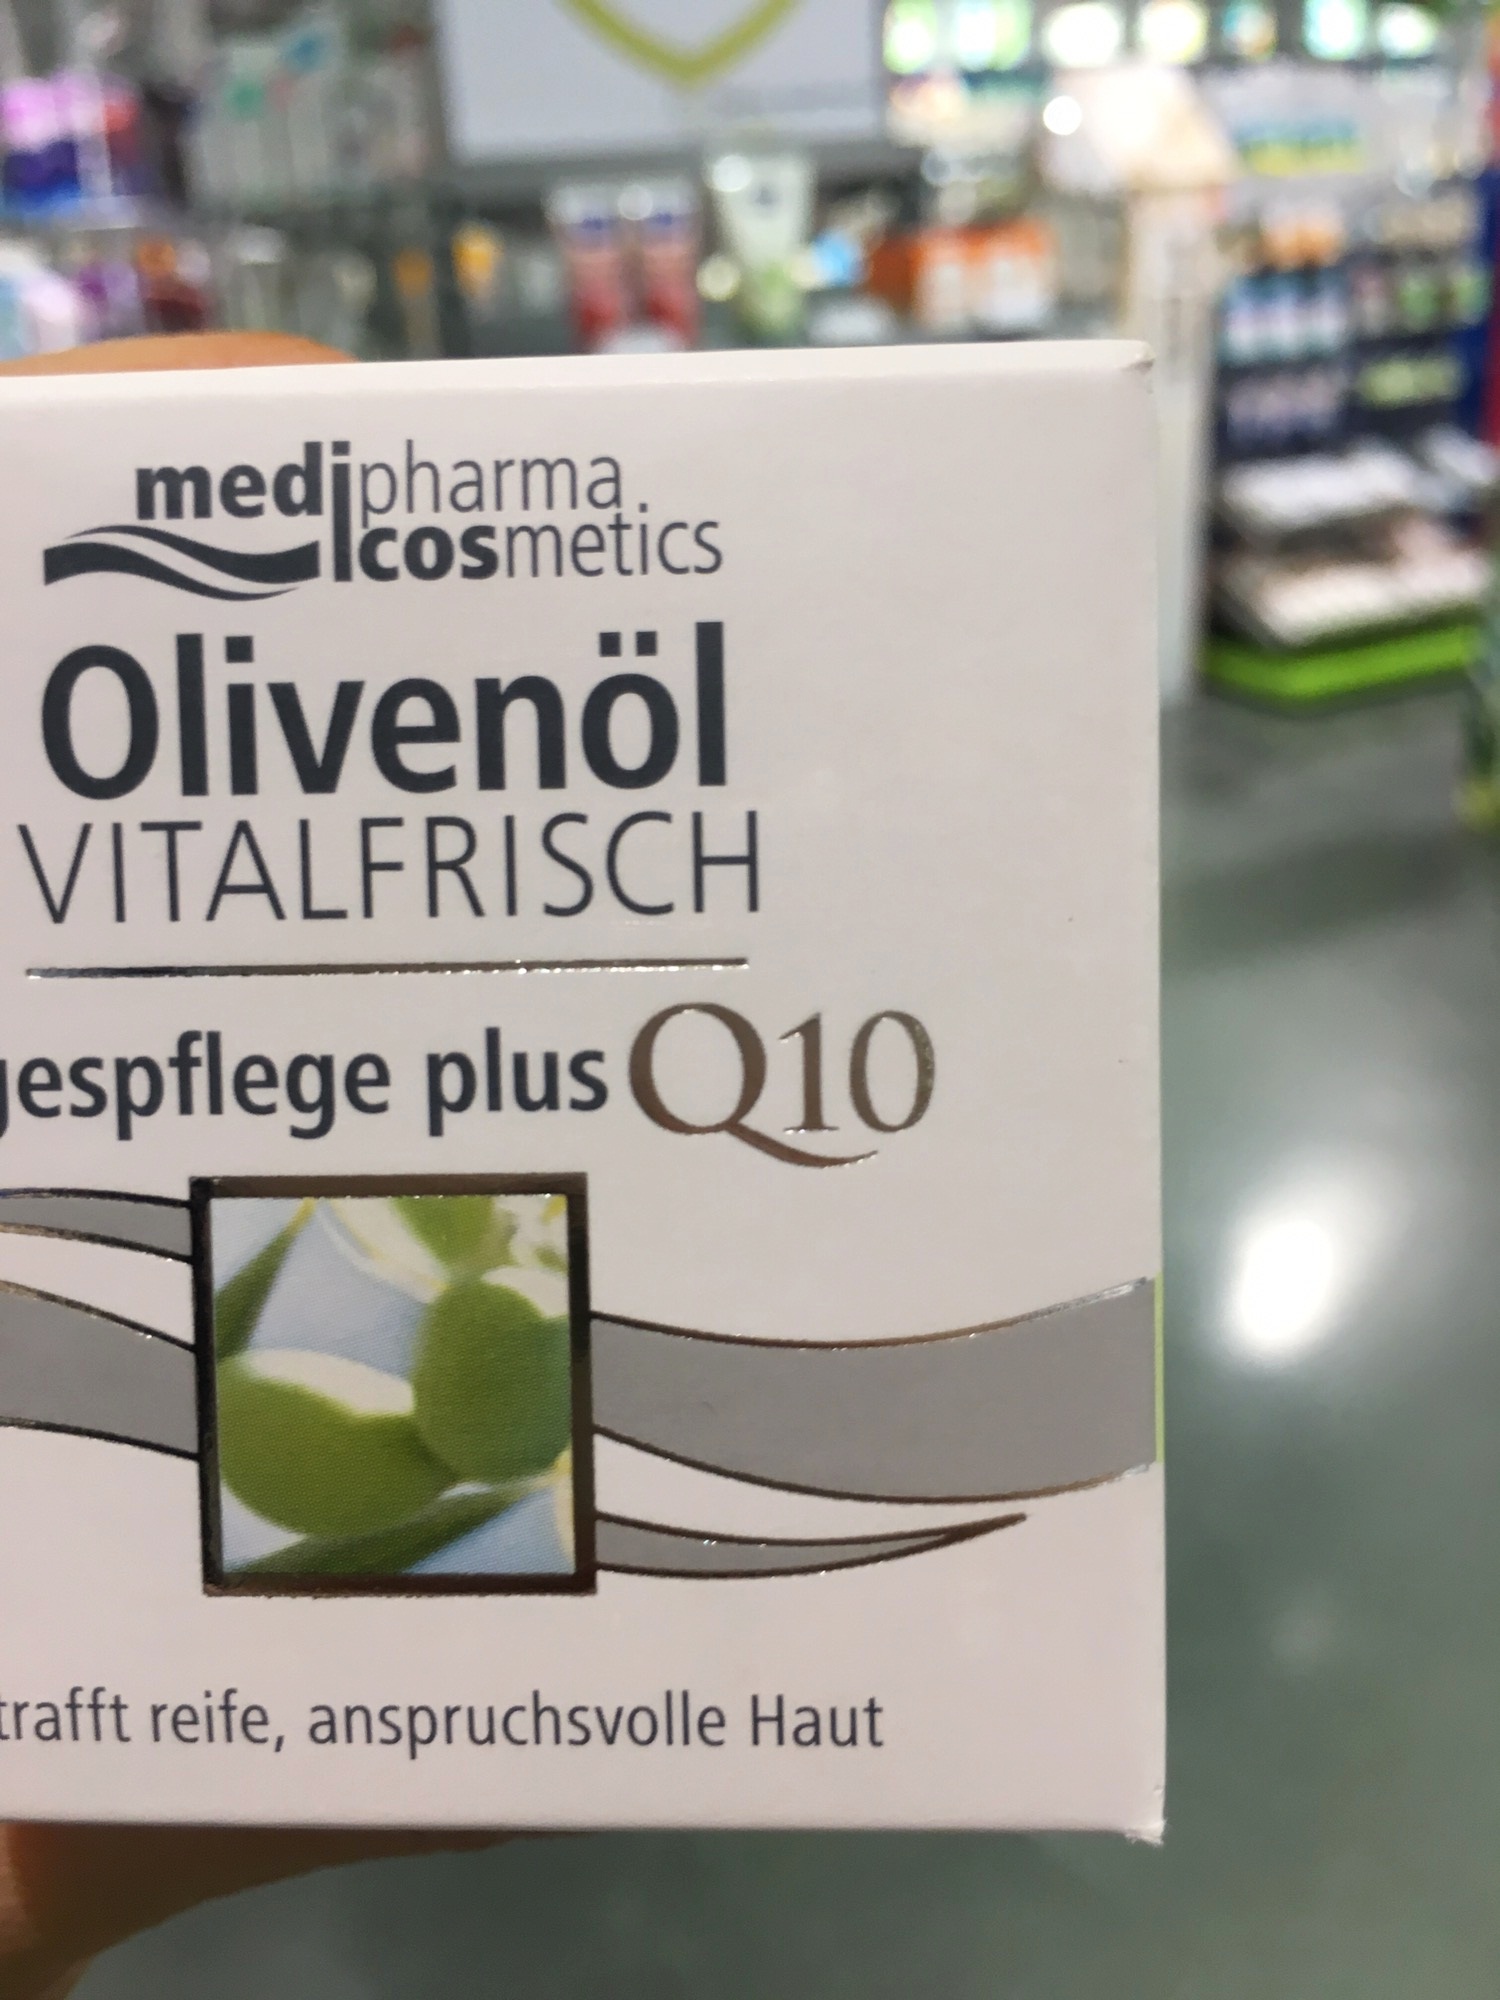 medipharma
cosmetics
Olivenöl
VITALFRISCH
gespflege plus Q10
trafft reife, anspruchsvolle Haut